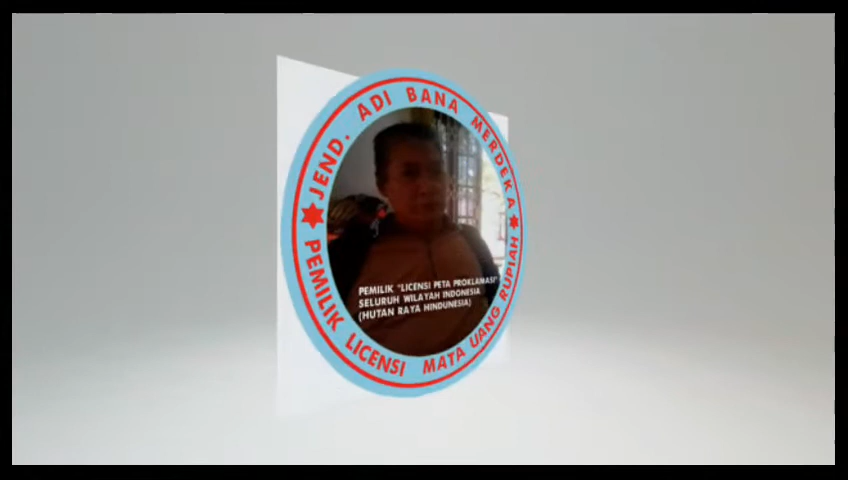 JEND. ADI BANA MERDEKA
PEMILIK LICENSI MATA UANG RUPIAH
PEMILIK "LICENSI PETA PROKLAMASI"
SELURUH WILAYAH INDONESIA
(HUTAN RAYA HINDUNESIA)